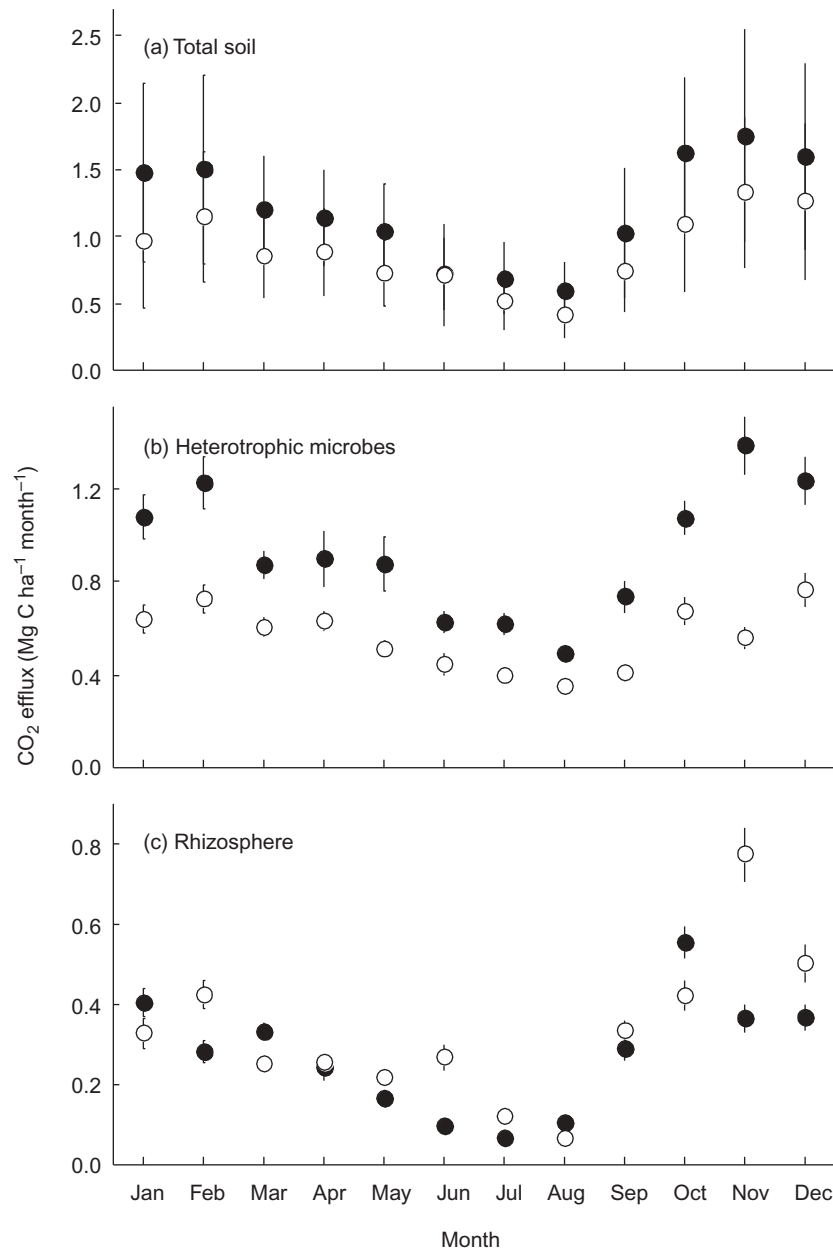 (a) Total soil
2.5
2.0
1.5
1.0
0.5
0.0
(b) Heterotrophic microbes
1.2
0.8
0.4
0.0
CO₂ efflux (Mg C ha⁻¹ month⁻¹)
(c) Rhizosphere
0.8
0.6
0.4
0.2
0.0
Jan Feb Mar Apr May Jun Jul Aug Sep Oct Nov Dec
Month